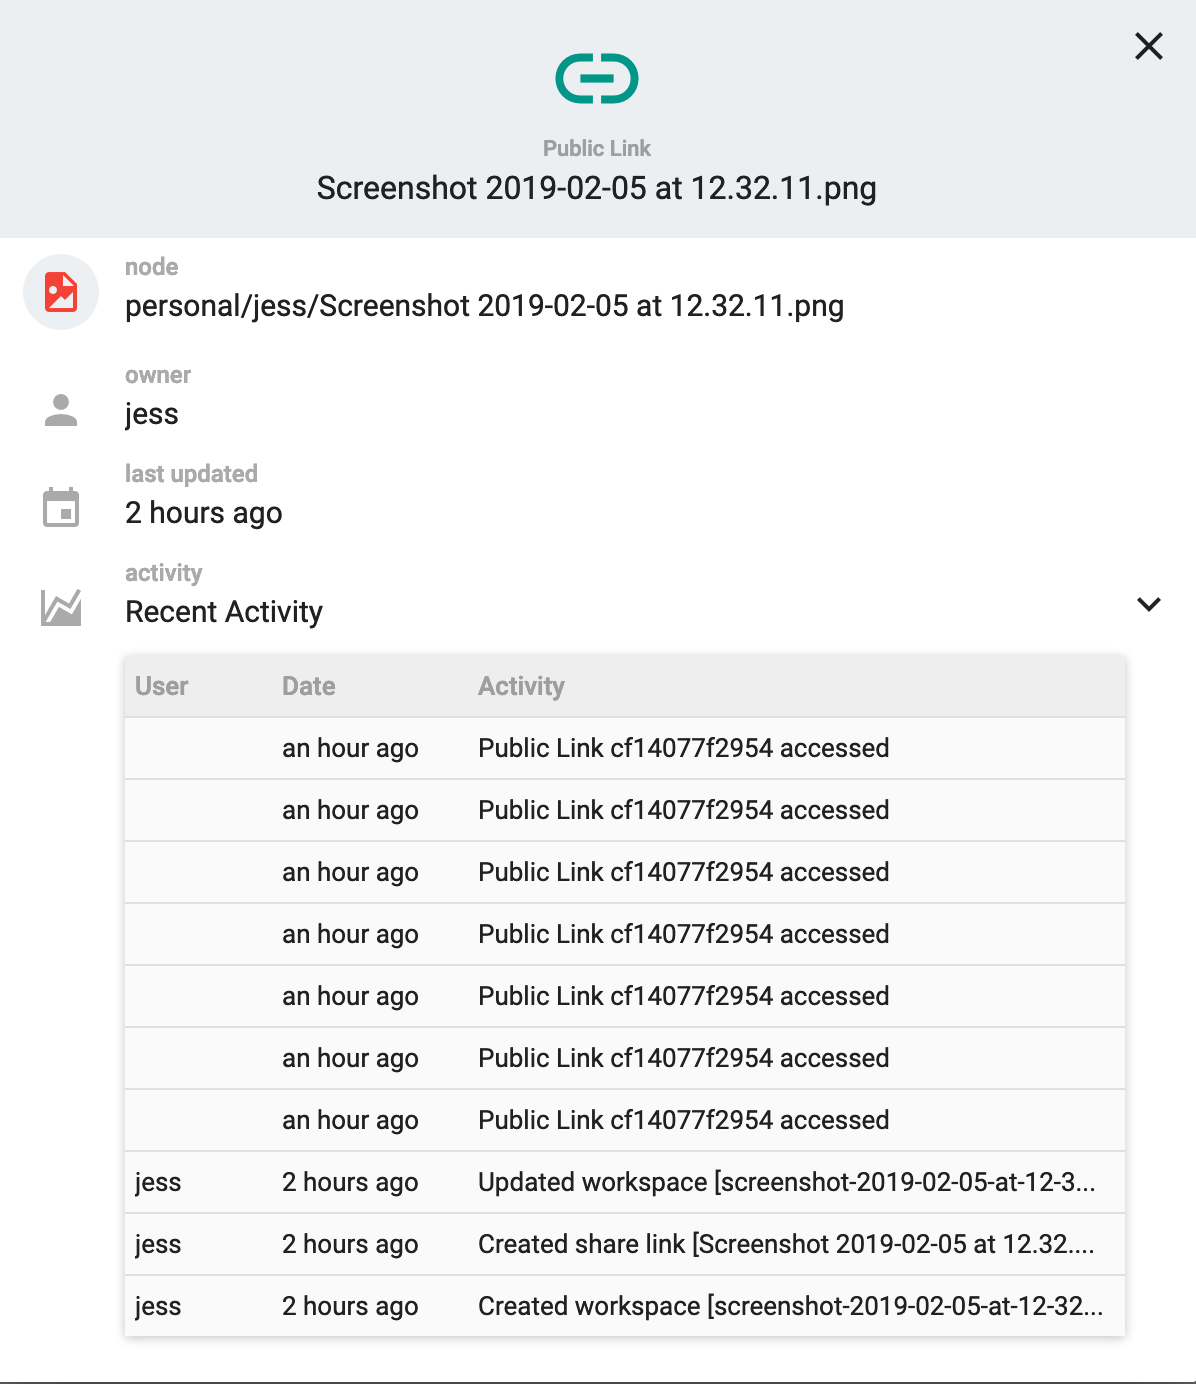 Public Link
Screenshot 2019-02-05 at 12.32.11.png
node
personal/jess/Screenshot 2019-02-05 at 12.32.11.png
owner
jess
last updated
2 hours ago
activity
Recent Activity
User Date Activity
an hour ago Public Link cf14077f2954 accessed
an hour ago Public Link cf14077f2954 accessed
an hour ago Public Link cf14077f2954 accessed
an hour ago Public Link cf14077f2954 accessed
an hour ago Public Link cf14077f2954 accessed
an hour ago Public Link cf14077f2954 accessed
an hour ago Public Link cf14077f2954 accessed
jess 2 hours ago Updated workspace [screenshot-2019-02-05-at-12-3...
jess 2 hours ago Created share link [Screenshot 2019-02-05 at 12.32....
jess 2 hours ago Created workspace [screenshot-2019-02-05-at-12-32...